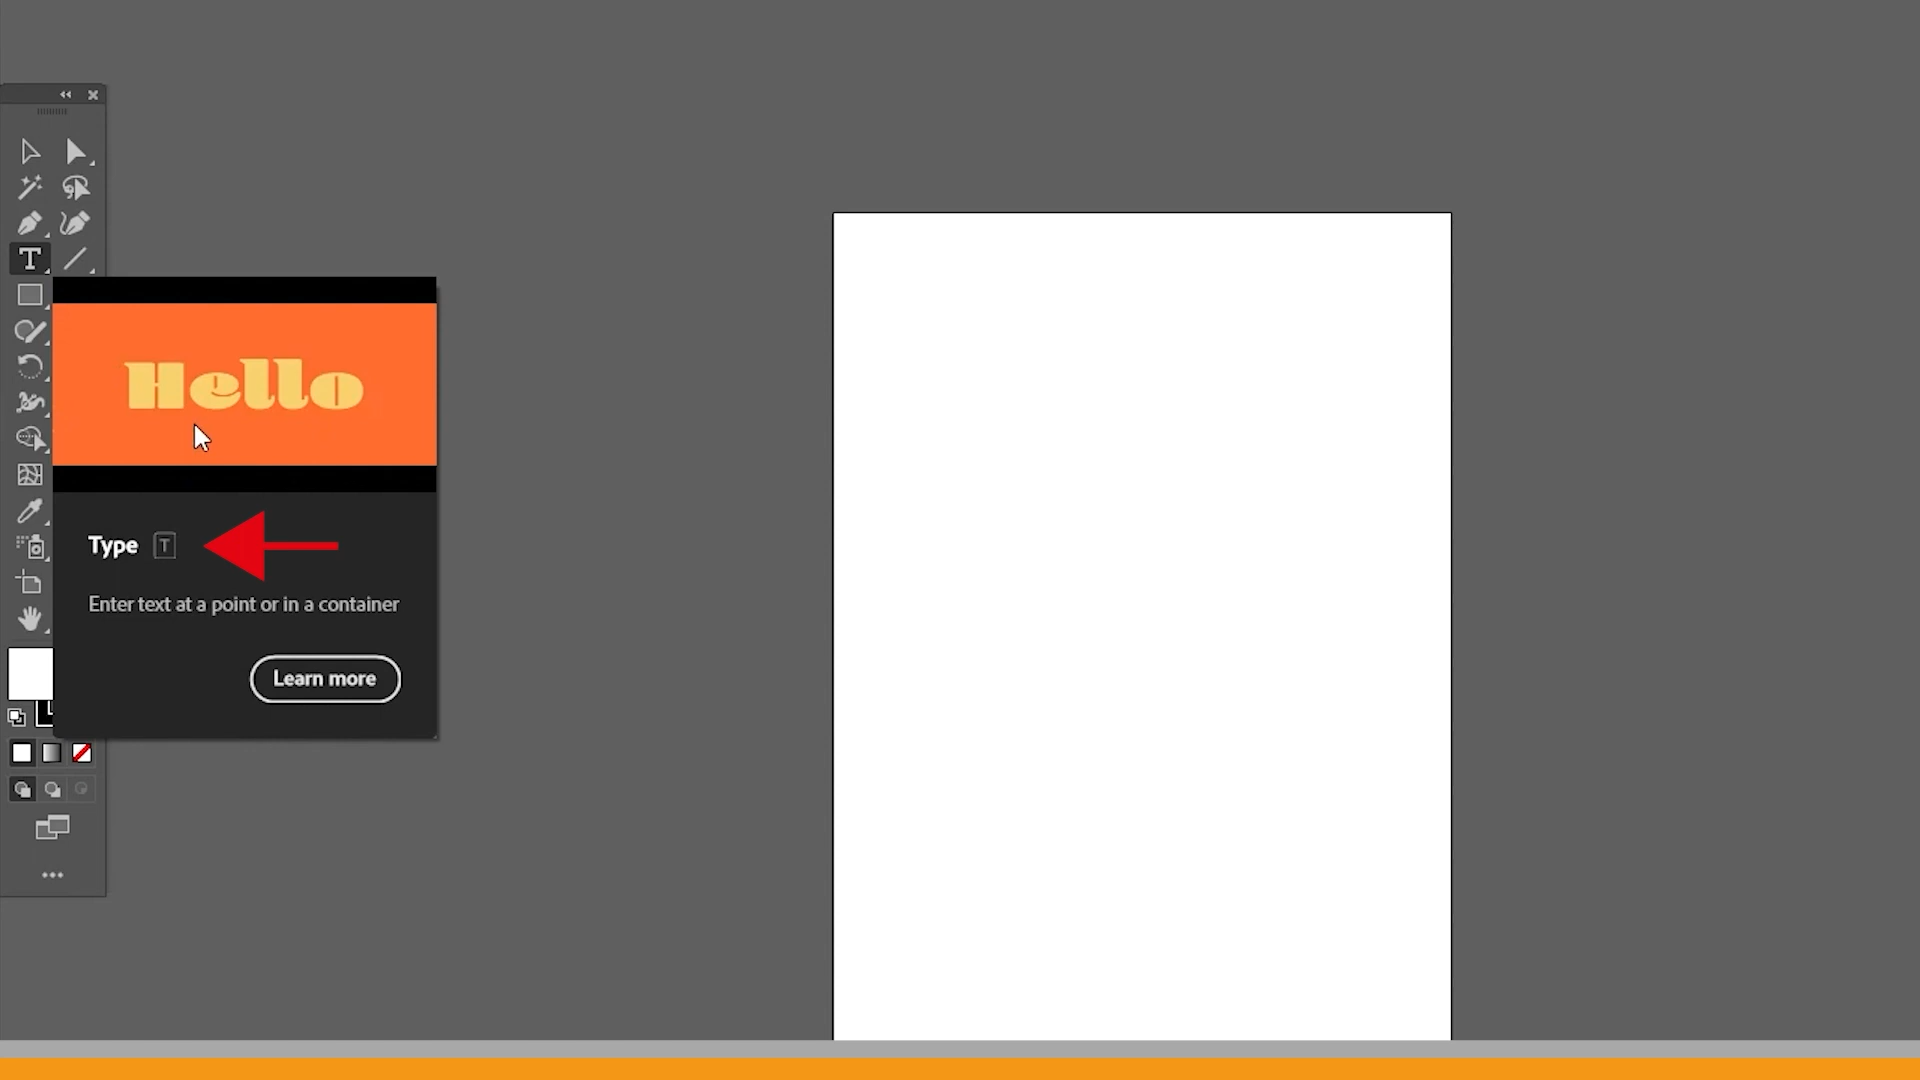 Hello
Type T
Enter text at a point or in a container
Learn more